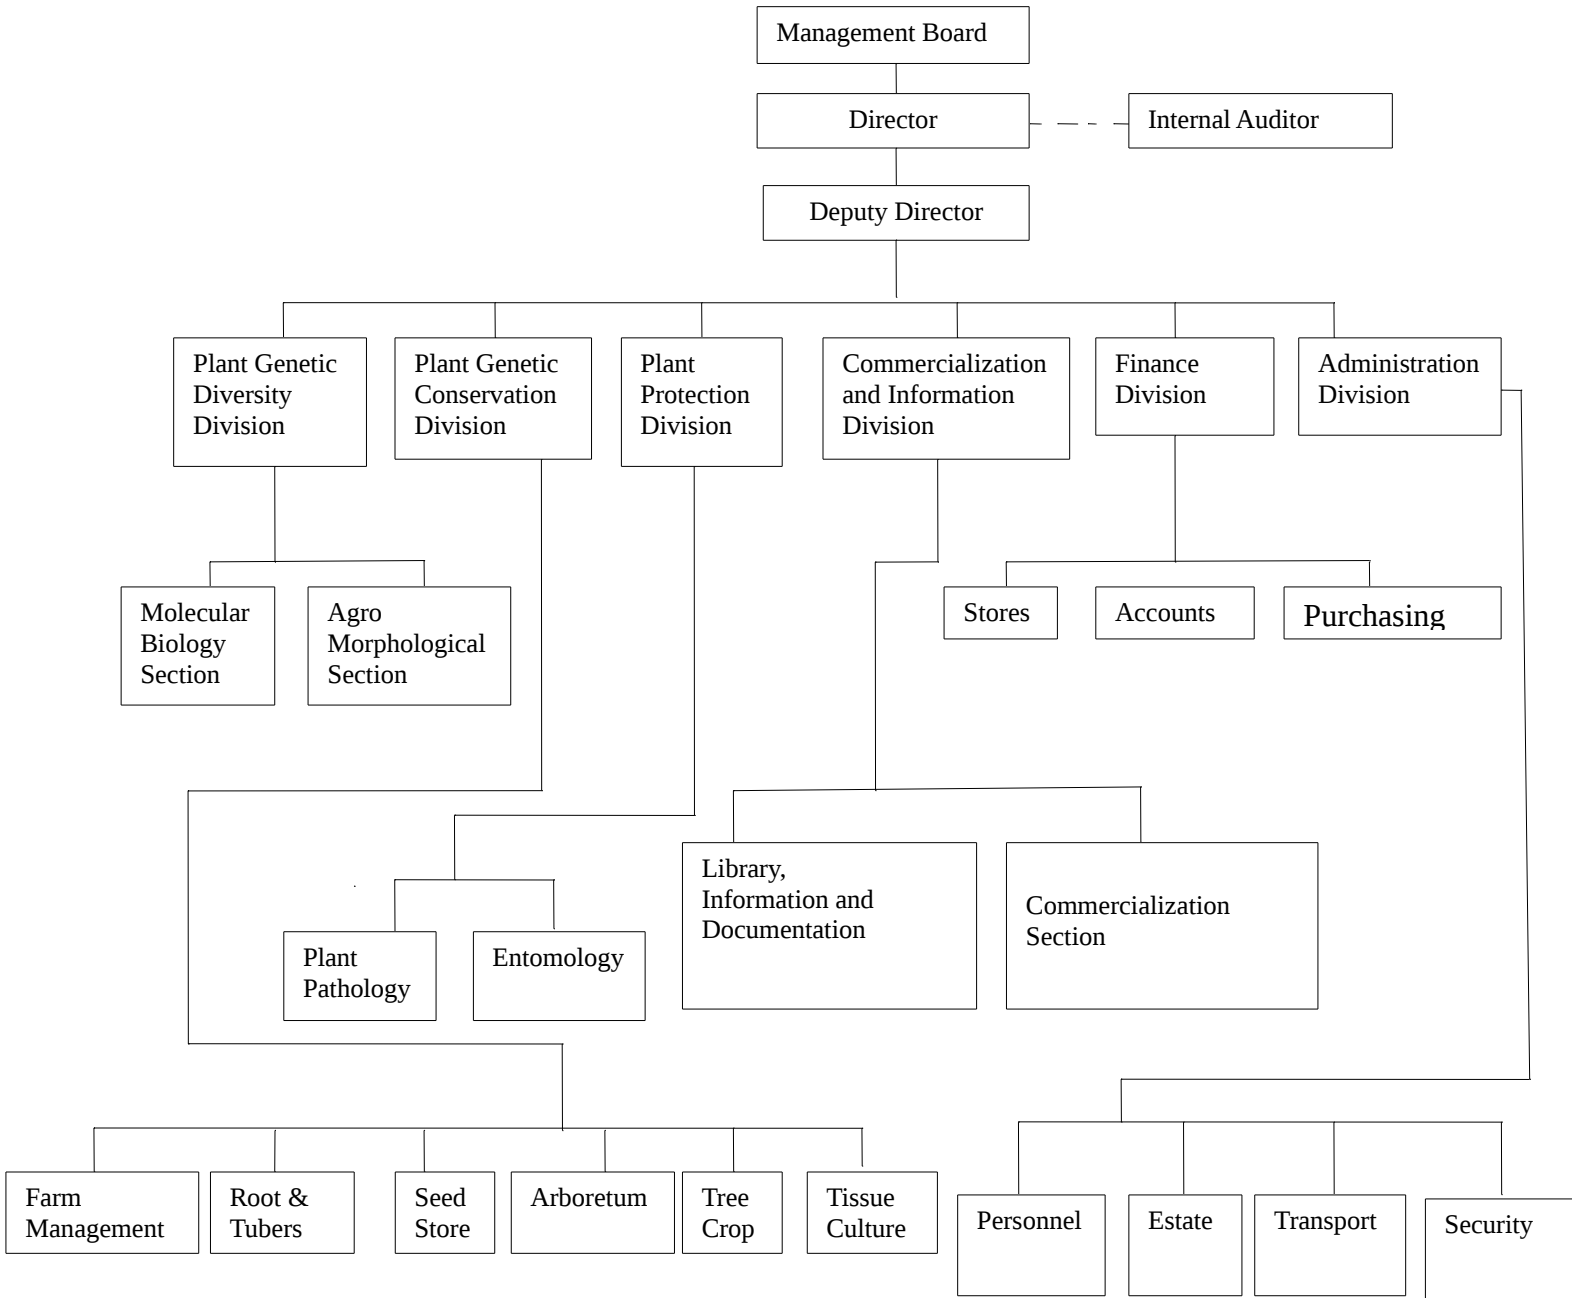 Management Board
Director
Internal Auditor
Deputy Director
Plant Genetic
Diversity
Division
Plant Genetic
Conservation
Division
Plant
Protection
Division
Commercialization
and Information
Division
Finance
Division
Administration
Division
Molecular
Biology
Section
Agro
Morphological
Section
Stores
Accounts
Purchasing
Library,
Information and
Documentation
Commercialization
Section
Plant
Pathology
Entomology
Farm
Management
Root &
Tubers
Seed
Store
Arboretum
Tree
Crop
Tissue
Culture
Personnel
Estate
Transport
Security